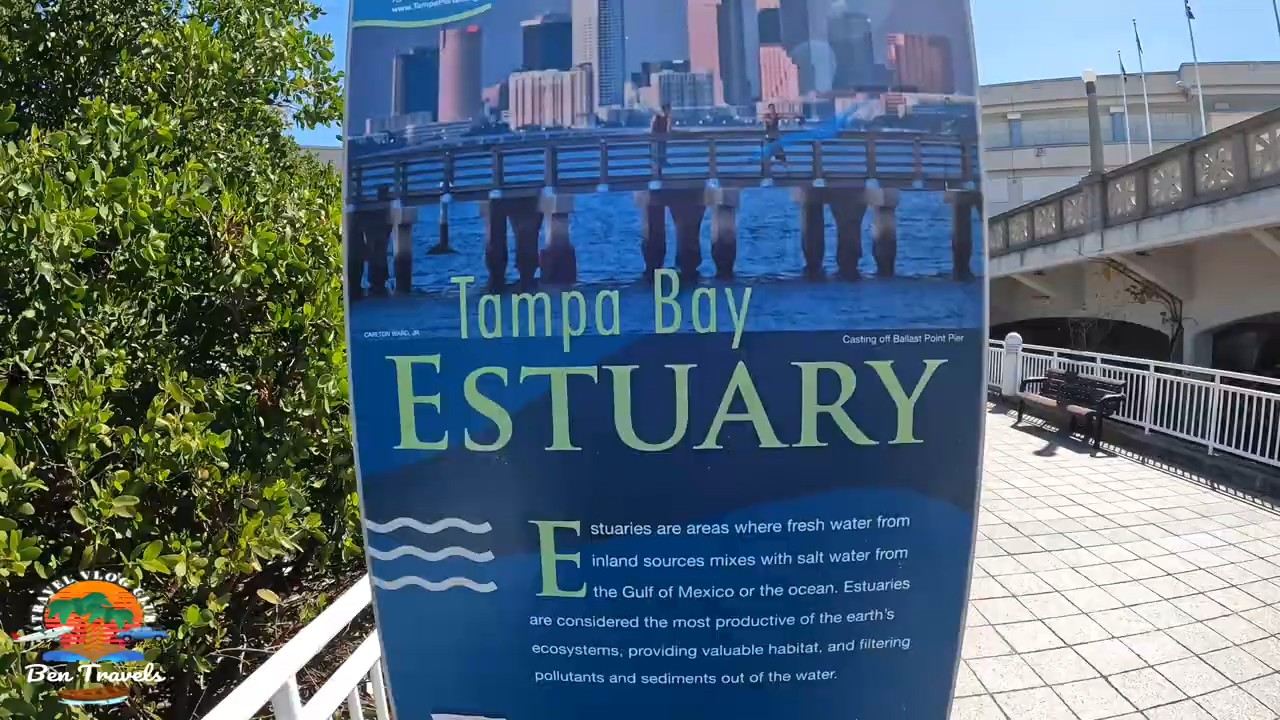 Tampa Bay
CARLTON WARD, JR.
Casting off Ballast Point Pier
ESTUARY
Estuaries are areas where fresh water from
inland sources mixes with salt water from
the Gulf of Mexico or the ocean. Estuaries
are considered the most productive of the earth's
ecosystems, providing valuable habitat, and filtering
pollutants and sediments out of the water.
Ben Travels